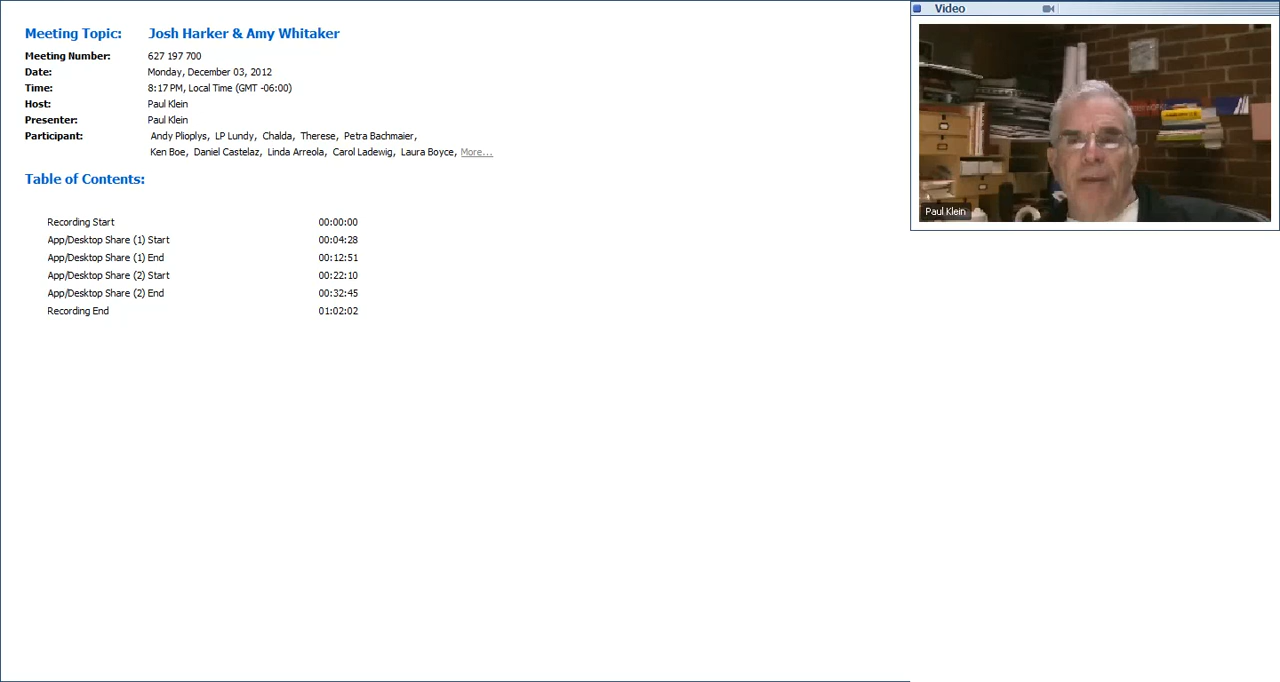 Meeting Topic: Josh Harker & Amy Whitaker
Meeting Number: 627 197 700
Date: Monday, December 03, 2012
Time: 8:17 PM, Local Time (GMT -06:00)
Host: Paul Klein
Presenter: Paul Klein
Participant: Andy Plioplys, LP Lundy, Chalda, Therese, Petra Bachmaier,
Ken Boe, Daniel Castelaz, Linda Arreola, Carol Ladewig, Laura Boyce, More...
Table of Contents:
Recording Start 00:00:00
App/Desktop Share (1) Start 00:04:28
App/Desktop Share (1) End 00:12:51
App/Desktop Share (2) Start 00:22:10
App/Desktop Share (2) End 00:32:45
Recording End 01:02:02
Video
Paul Klein